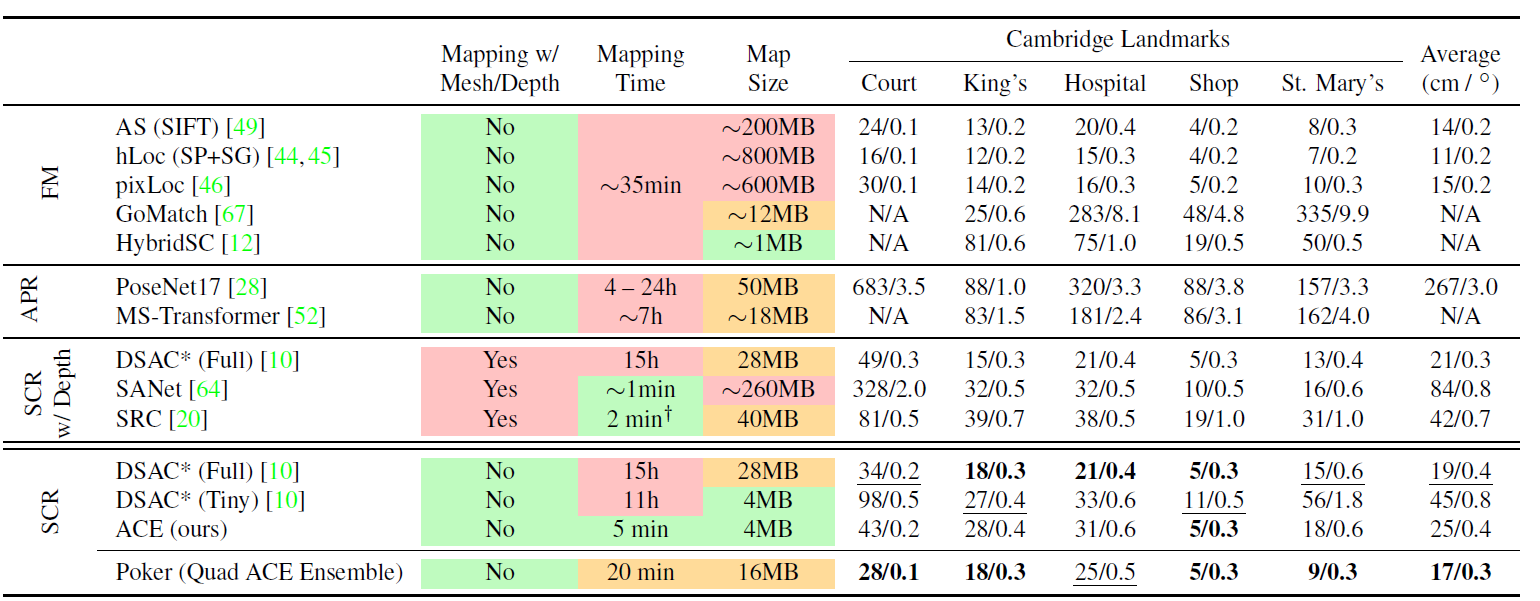 Cambridge Landmarks
Mapping w/ Mapping Map Average
Mesh/Depth Time Size Court King's Hospital Shop St. Mary's (cm / °)
FM
AS (SIFT) [49] No ~200MB 24/0.1 13/0.2 20/0.4 4/0.2 8/0.3 14/0.2
hLoc (SP+SG) [44,45] No ~800MB 16/0.1 12/0.2 15/0.3 4/0.2 7/0.2 11/0.2
pixLoc [46] No ~35min ~600MB 30/0.1 14/0.2 16/0.3 5/0.2 10/0.3 15/0.2
GoMatch [67] No ~12MB N/A 25/0.6 283/8.1 48/4.8 335/9.9 N/A
HybridSC [12] No ~1MB N/A 81/0.6 75/1.0 19/0.5 50/0.5 N/A
APR
PoseNet17 [28] No 4 – 24h 50MB 683/3.5 88/1.0 320/3.3 88/3.8 157/3.3 267/3.0
MS-Transformer [52] No ~7h ~18MB N/A 83/1.5 181/2.4 86/3.1 162/4.0 N/A
SCR
w/ Depth
DSAC* (Full) [10] Yes 15h 28MB 49/0.3 15/0.3 21/0.4 5/0.3 13/0.4 21/0.3
SANet [64] Yes ~1min ~260MB 328/2.0 32/0.5 32/0.5 10/0.5 16/0.6 84/0.8
SRC [20] Yes 2 min† 40MB 81/0.5 39/0.7 38/0.5 19/1.0 31/1.0 42/0.7
SCR
DSAC* (Full) [10] No 15h 28MB 34/0.2 18/0.3 21/0.4 5/0.3 15/0.6 19/0.4
DSAC* (Tiny) [10] No 11h 4MB 98/0.5 27/0.4 33/0.6 11/0.5 56/1.8 45/0.8
ACE (ours) No 5 min 4MB 43/0.2 28/0.4 31/0.6 5/0.3 18/0.6 25/0.4
Poker (Quad ACE Ensemble) No 20 min 16MB 28/0.1 18/0.3 25/0.5 5/0.3 9/0.3 17/0.3